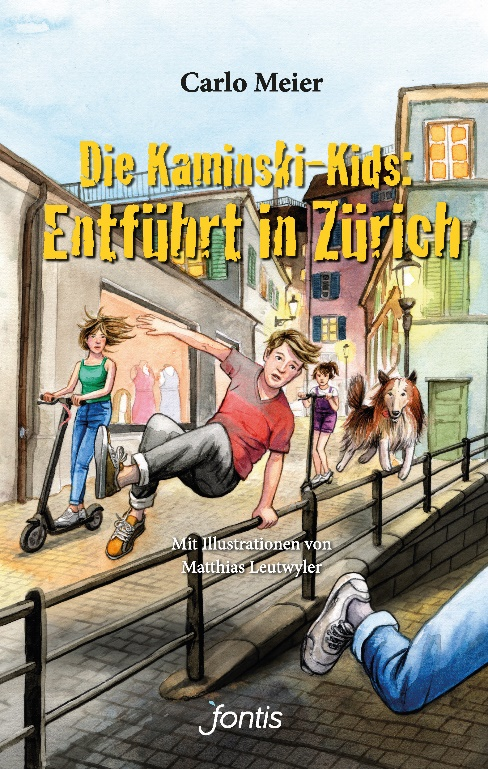 Carlo Meier
Die Kaminski-Kids:
Entführt in Zürich
Mit Illustrationen von
Matthias Leutwyler
fontis